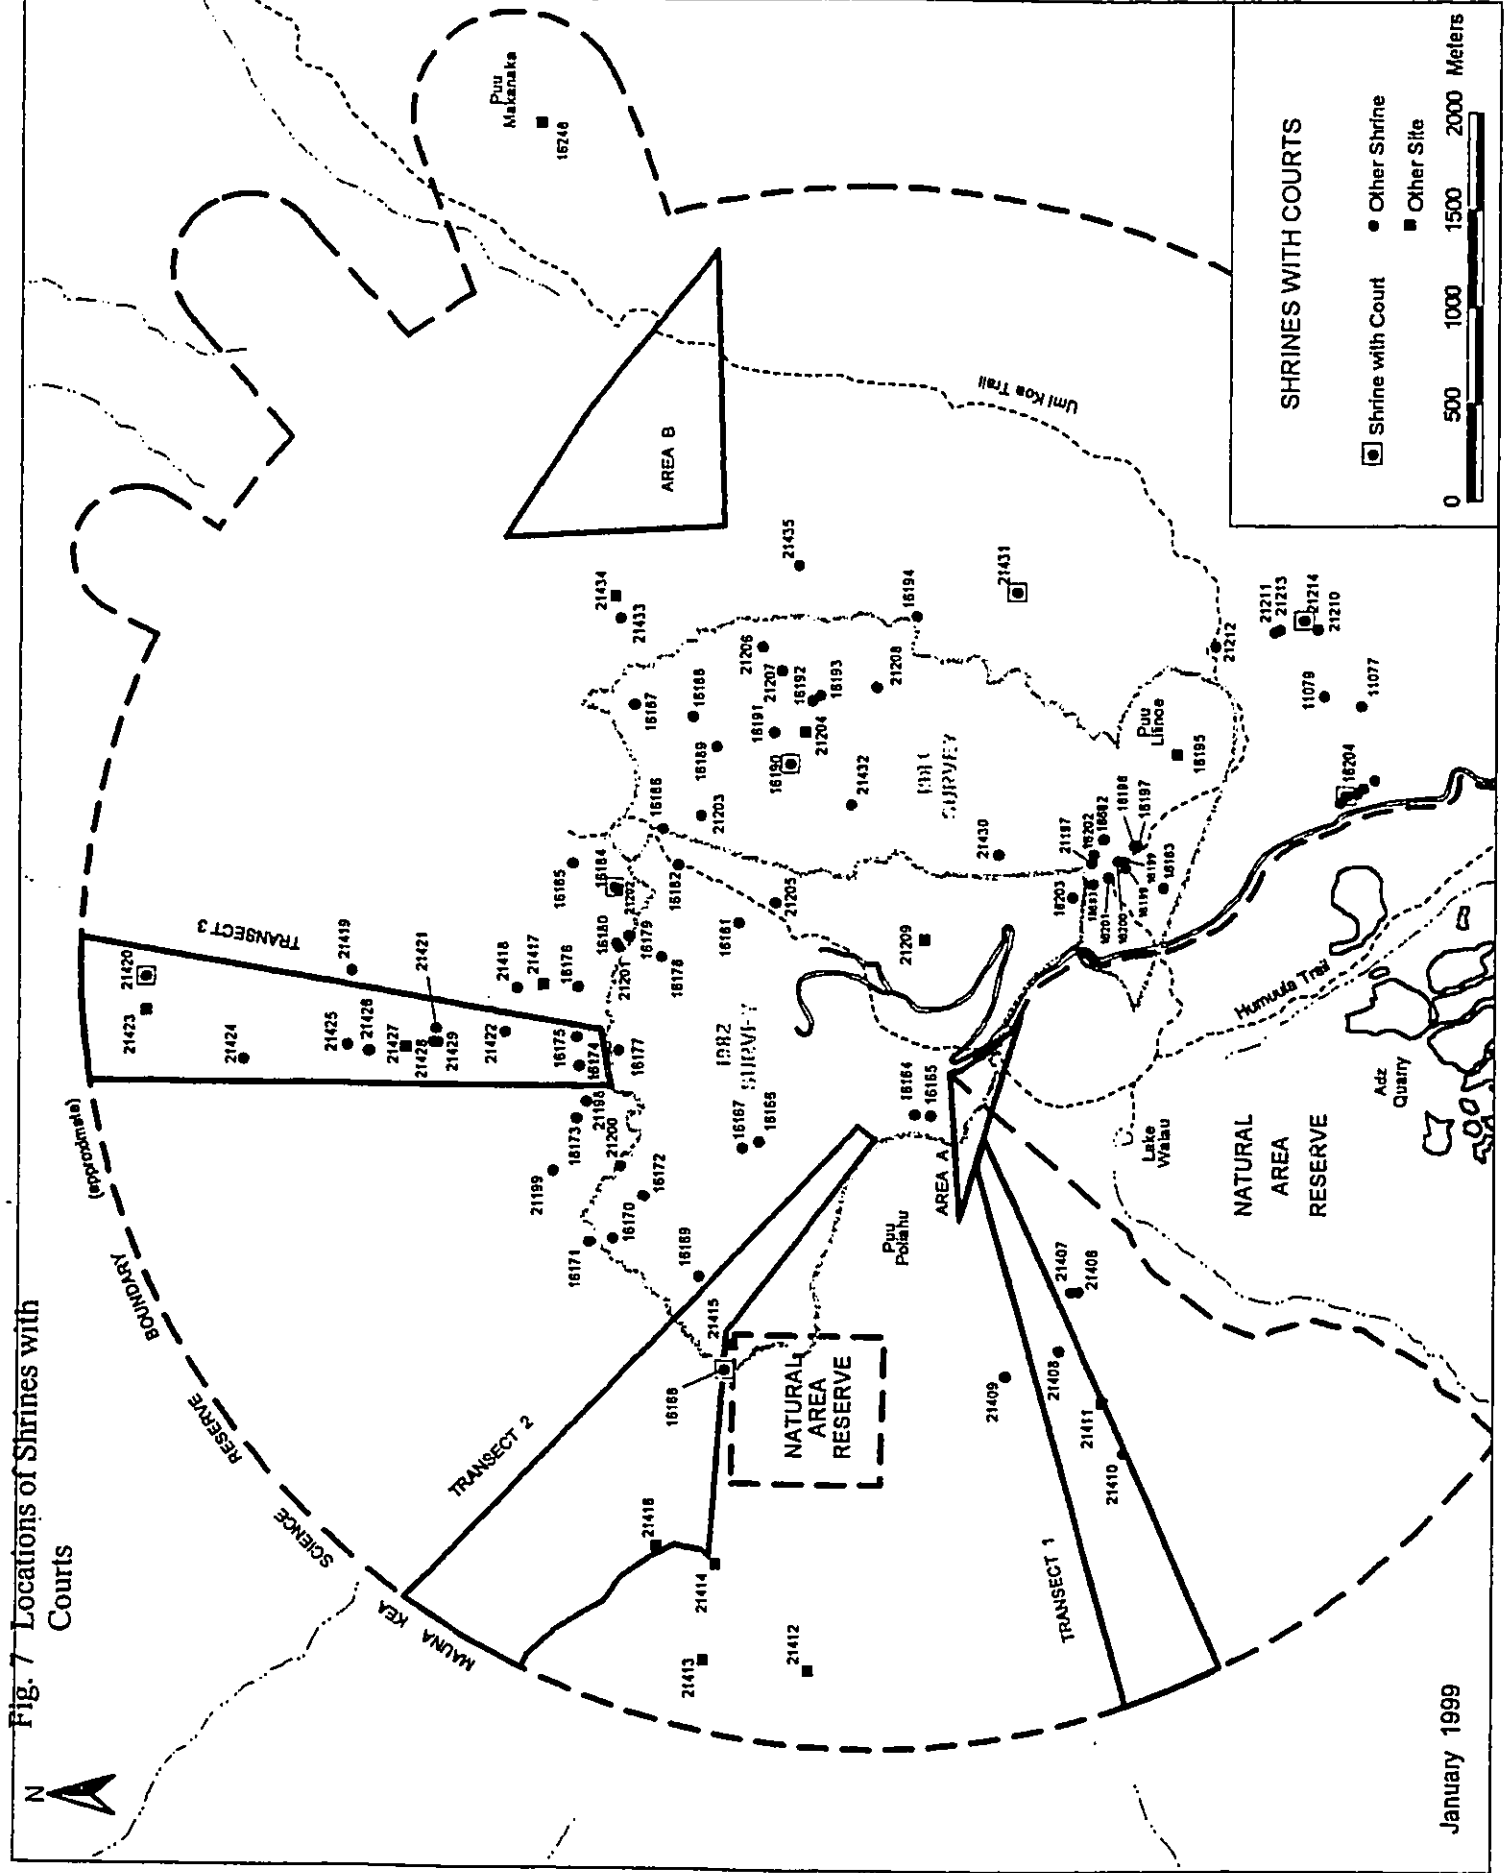 Fig. 7 Locations of Shrines with
Courts
N
MAUNA KEA SCIENCE RESERVE BOUNDARY (approximate)
Puu
Makanaka
16248
TRANSECT 3
21420
21423
21424
21419
21425
21426
21427
21428
21429
21421
21418
21417
21422
16176
16175
16174
16177
16165
16184
21202
16180
16179
21201
16178
16182
16181
16186
16187
16188
16189
21203
21205
21198
16173
21200
21199
16172
16170
16171
16169
21434
21433
21435
AREA B
21206
21207
16192
16193
16191
21204
16190
21208
16194
21432
21431
21430
21209
1982
SURVEY
SURVEY
16167
16166
16164
16165
TRANSECT 2
21415
16168
NATURAL
AREA
RESERVE
21416
21414
21413
21412
Puu
Poliahu
AREA A
TRANSECT 1
21407
21406
21408
21409
21411
21410
Umi Koa Trail
Puu
Lilinoe
16195
21197
16202
16198
16197
16203
16201
16200
16199
16163
21212
21211
21213
21214
21210
11079
11077
16204
Lake
Waiau
Humuula Trail
Adz
Quarry
NATURAL
AREA
RESERVE
SHRINES WITH COURTS
Shrine with Court
Other Shrine
Other Site
0 500 1000 1500 2000 Meters
January 1999